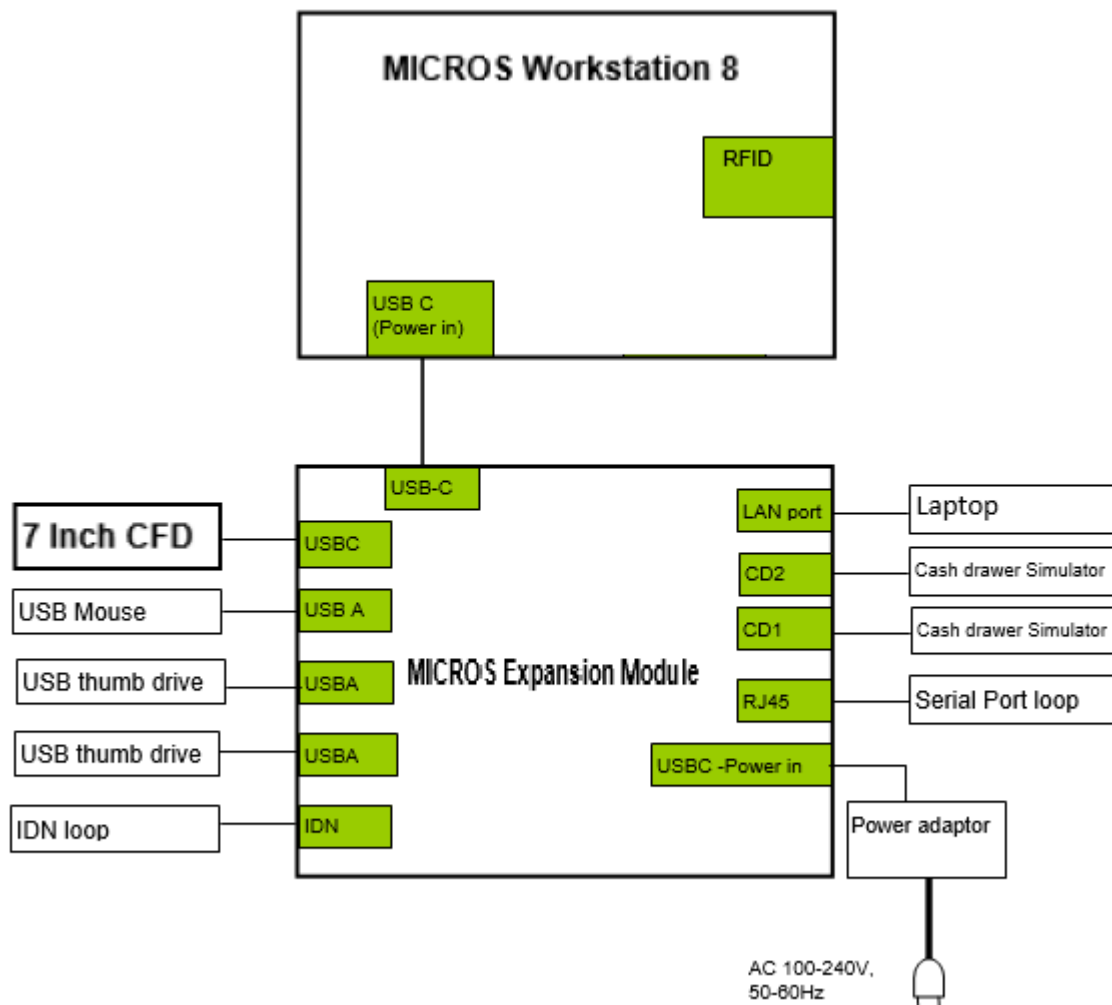 MICROS Workstation 8
RFID
USB C
(Power in)
USB-C
7 Inch CFD
USBC
LAN port
Laptop
USB Mouse
USB A
CD2
Cash drawer Simulator
CD1
Cash drawer Simulator
USB thumb drive
USBA
MICROS Expansion Module
RJ45
Serial Port loop
USB thumb drive
USBA
USBC -Power in
IDN loop
IDN
Power adaptor
AC 100-240V,
50-60Hz